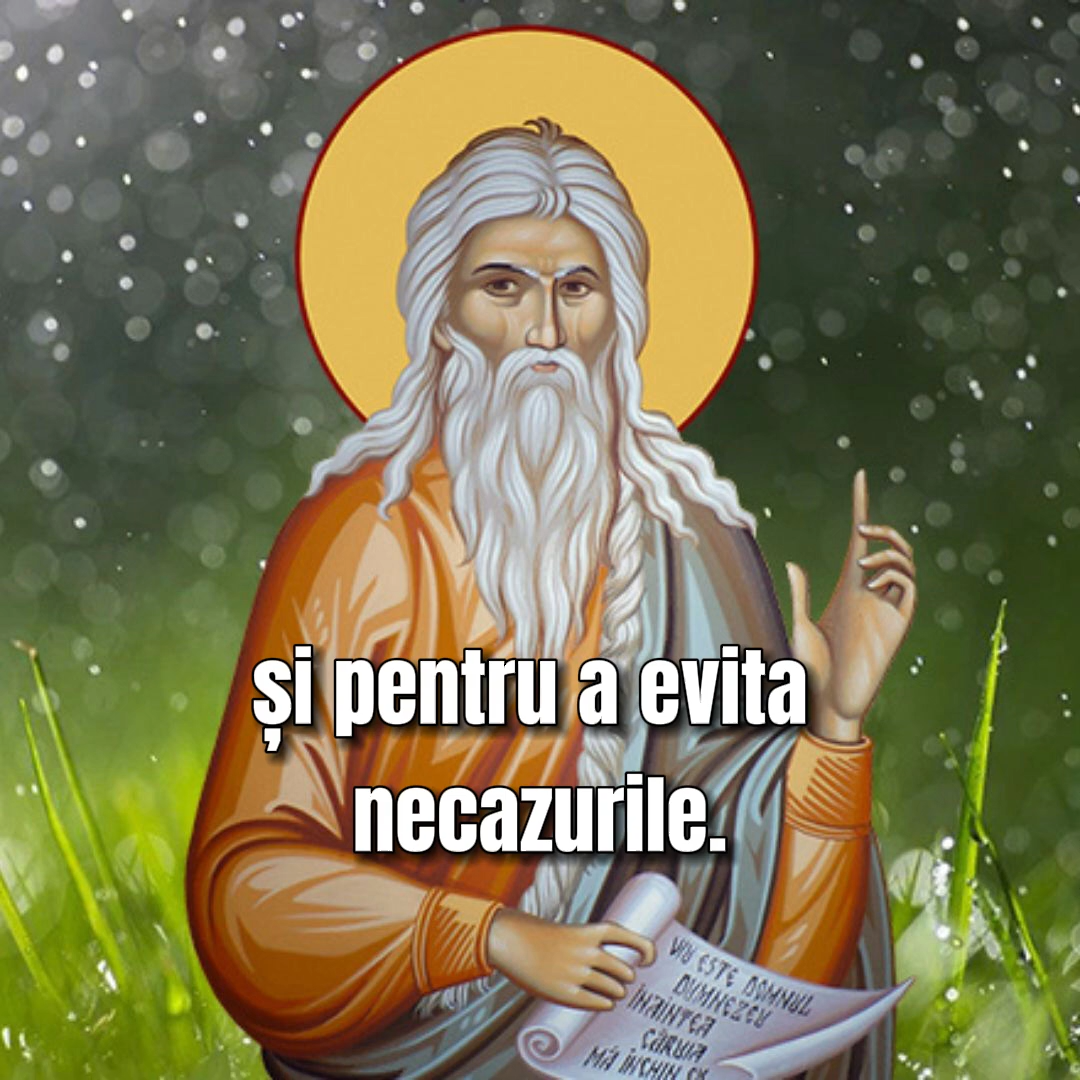 și pentru a evita
necazurile.
VIU ESTE DOMNUL
DUMNEZEU
ÎNAINTEA
CĂRUIA
MĂ ÎNCHIN